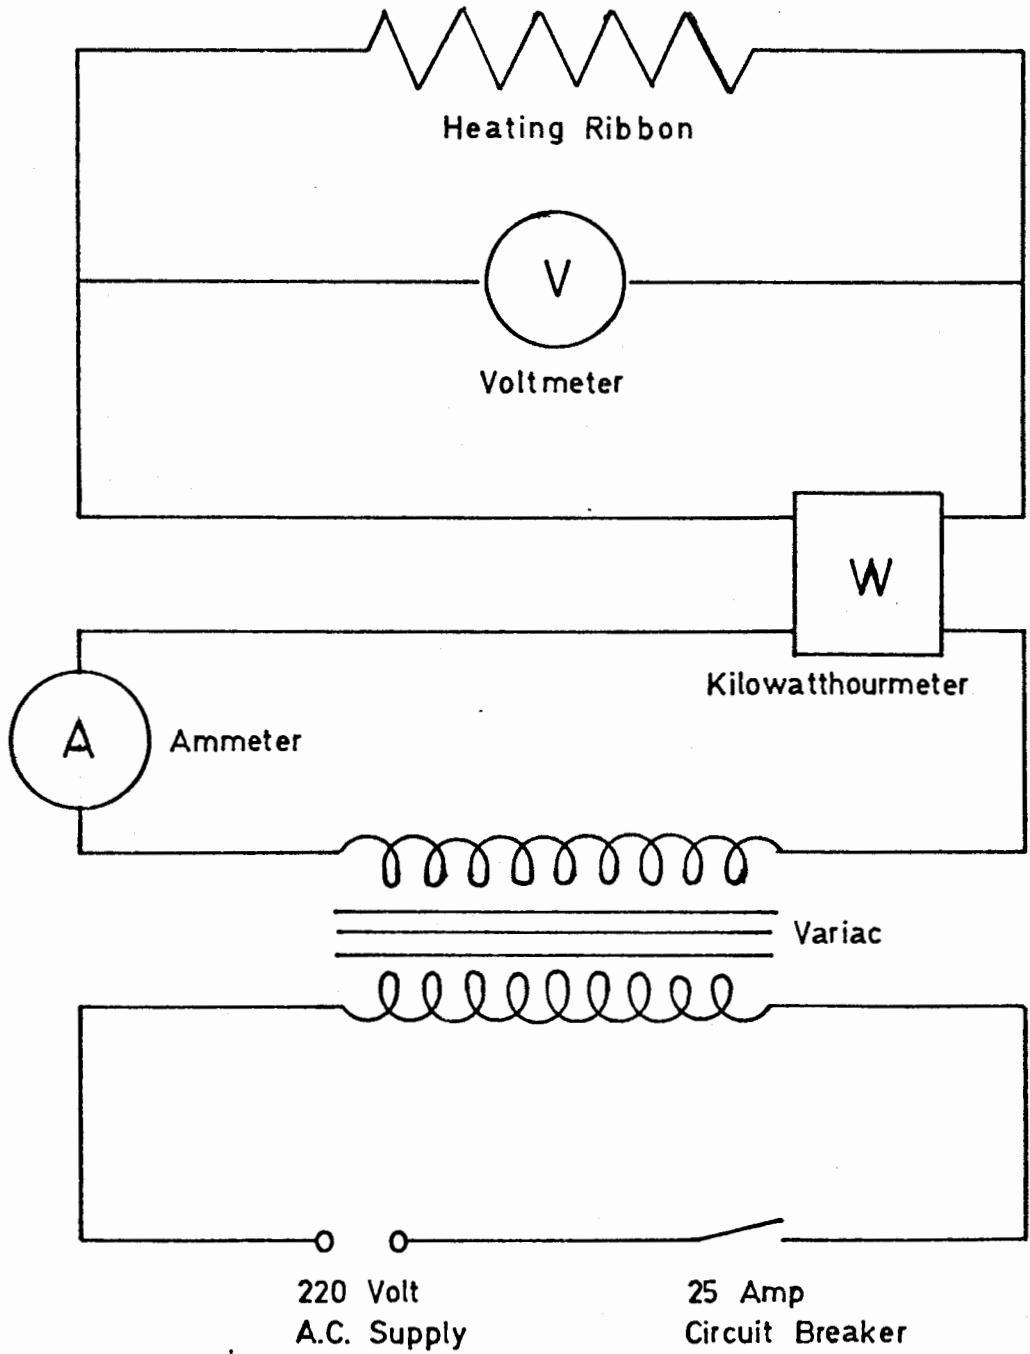 Heating Ribbon
V
Voltmeter
W
Kilowatthourmeter
A
Ammeter
Variac
220 Volt
A.C. Supply
25 Amp
Circuit Breaker